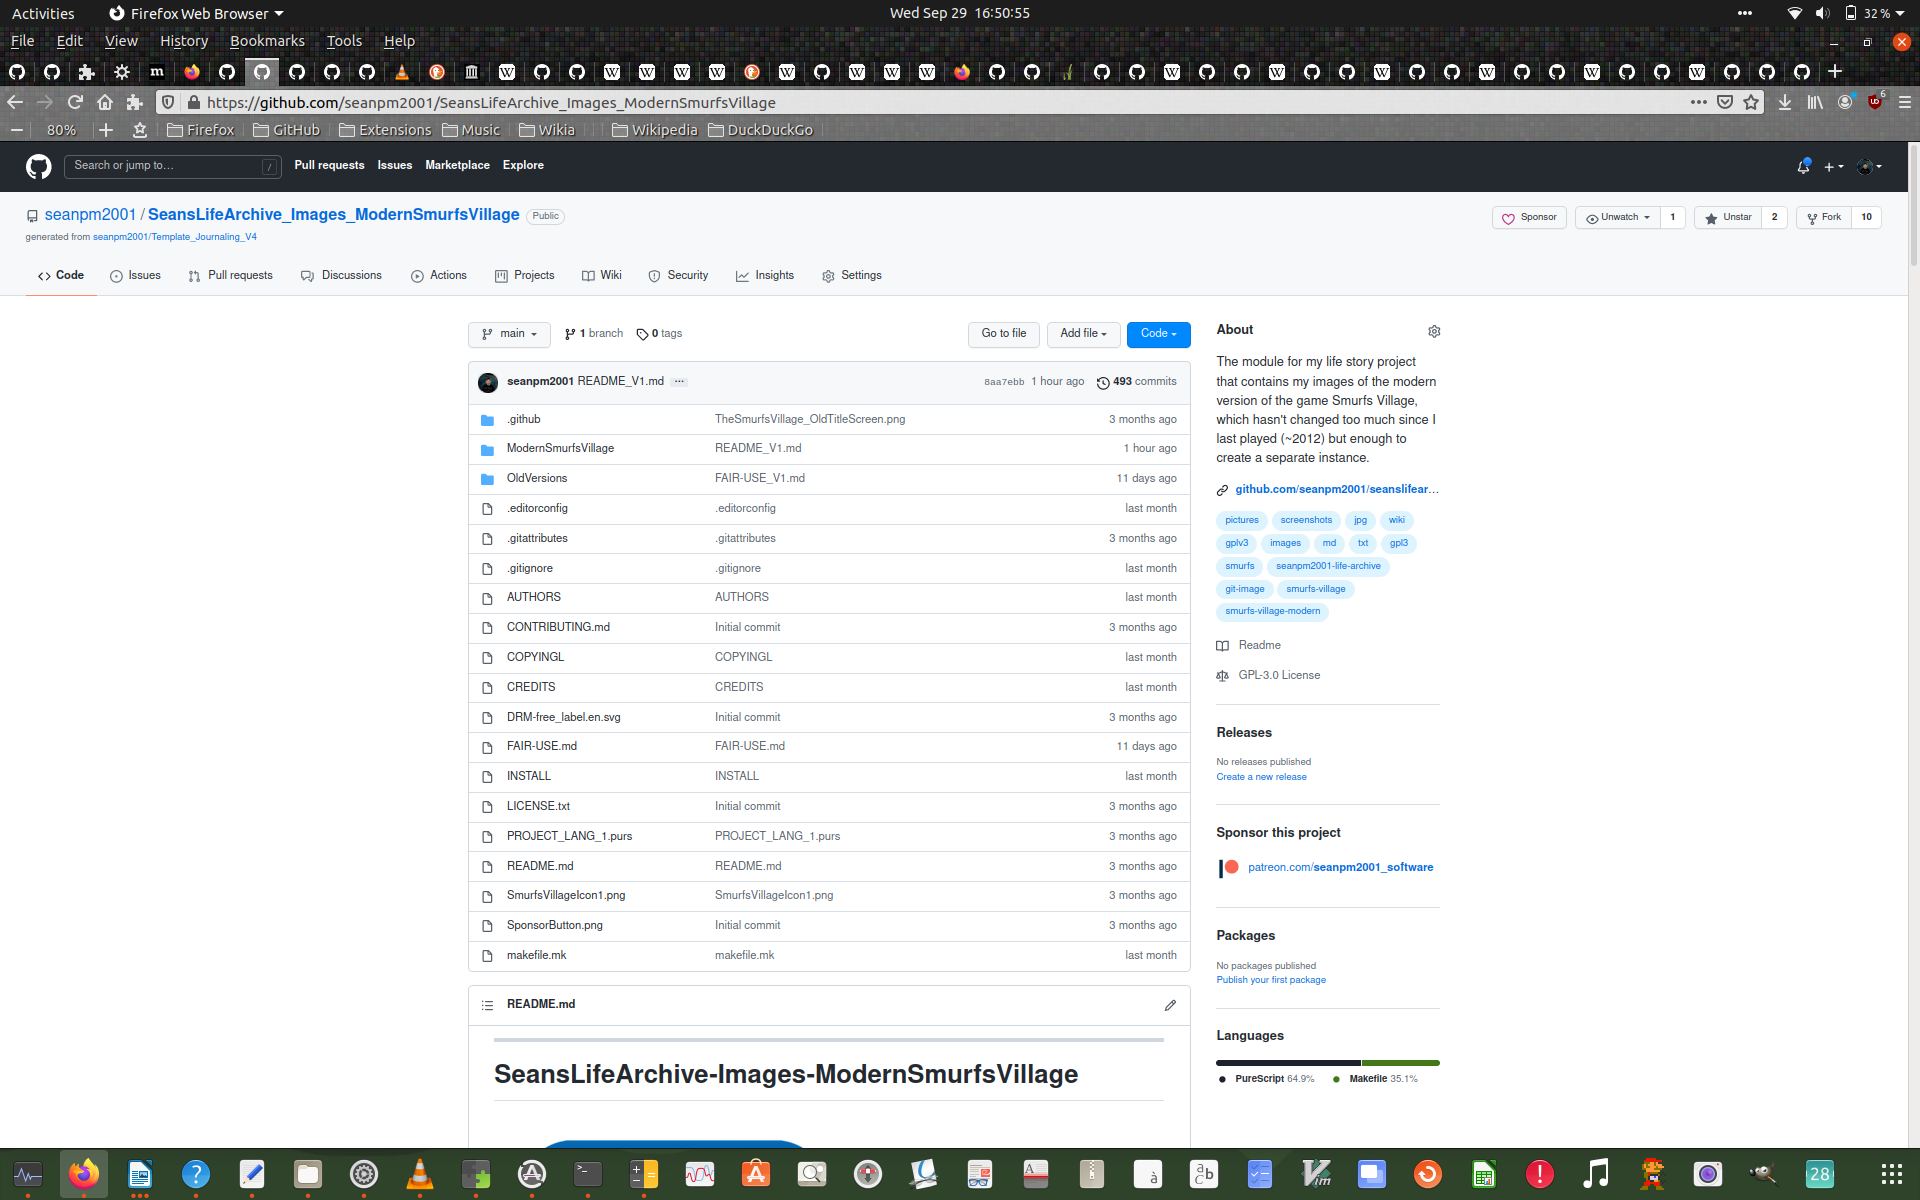 Activities Firefox Web Browser Wed Sep 29 16:50:55 32 %
File Edit View History Bookmarks Tools Help
https://github.com/seanpm2001/SeansLifeArchive_Images_ModernSmurfsVillage 6
80% Firefox GitHub Extensions Music Wikia Wikipedia DuckDuckGo
Search or jump to… / Pull requests Issues Marketplace Explore
seanpm2001 / SeansLifeArchive_Images_ModernSmurfsVillage Public Sponsor Unwatch 1 Unstar 2 Fork 10
generated from seanpm2001/Template_Journaling_V4
Code Issues Pull requests Discussions Actions Projects Wiki Security Insights Settings
main 1 branch 0 tags Go to file Add file Code
seanpm2001 README_V1.md ... 8aa7ebb 1 hour ago 493 commits
.github TheSmurfsVillage_OldTitleScreen.png 3 months ago
ModernSmurfsVillage README_V1.md 1 hour ago
OldVersions FAIR-USE_V1.md 11 days ago
.editorconfig .editorconfig last month
.gitattributes .gitattributes 3 months ago
.gitignore .gitignore last month
AUTHORS AUTHORS last month
CONTRIBUTING.md Initial commit 3 months ago
COPYINGL COPYINGL last month
CREDITS CREDITS last month
DRM-free_label.en.svg Initial commit 3 months ago
FAIR-USE.md FAIR-USE.md 11 days ago
INSTALL INSTALL last month
LICENSE.txt Initial commit 3 months ago
PROJECT_LANG_1.purs PROJECT_LANG_1.purs 3 months ago
README.md README.md 3 months ago
SmurfsVillageIcon1.png SmurfsVillageIcon1.png 3 months ago
SponsorButton.png Initial commit 3 months ago
makefile.mk makefile.mk last month
README.md
SeansLifeArchive-Images-ModernSmurfsVillage
About
The module for my life story project
that contains my images of the modern
version of the game Smurfs Village,
which hasn't changed too much since I
last played (~2012) but enough to
create a separate instance.
github.com/seanpm2001/seanslifear...
pictures screenshots jpg wiki
gplv3 images md txt gpl3
smurfs seanpm2001-life-archive
git-image smurfs-village
smurfs-village-modern
Readme
GPL-3.0 License
Releases
No releases published
Create a new release
Sponsor this project
patreon.com/seanpm2001_software
Packages
No packages published
Publish your first package
Languages
PureScript 64.9% Makefile 35.1%
28